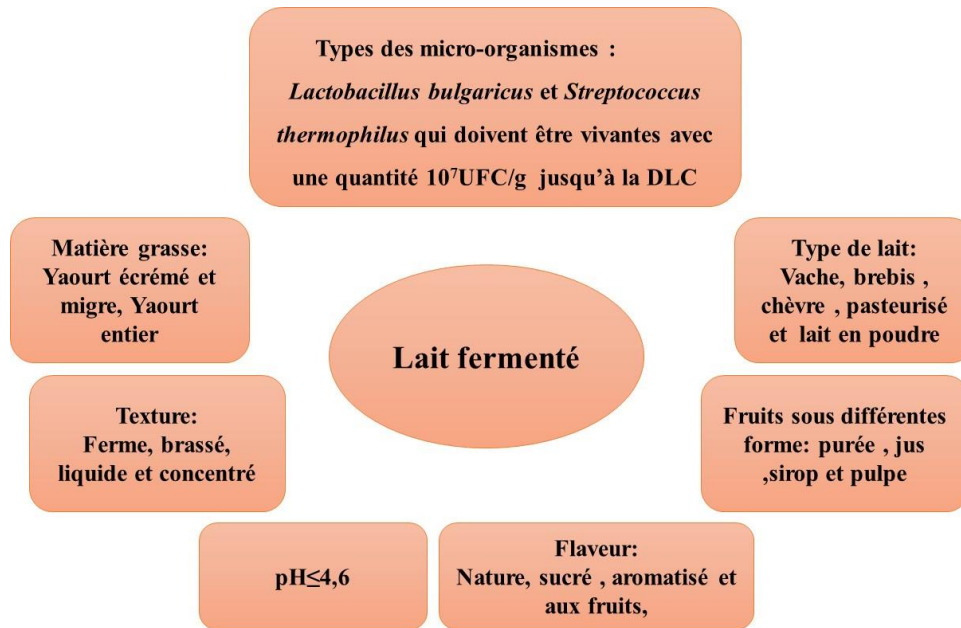 Types des micro-organismes :
Lactobacillus bulgaricus et Streptococcus
thermophilus qui doivent être vivantes avec
une quantité 10⁷UFC/g jusqu'à la DLC
Matière grasse:
Yaourt écrémé et
migre, Yaourt
entier
Type de lait:
Vache, brebis ,
chèvre , pasteurisé
et lait en poudre
Lait fermenté
Texture:
Ferme, brassé,
liquide et concentré
Fruits sous différentes
forme: purée , jus
,sirop et pulpe
pH≤4,6
Flaveur:
Nature, sucré , aromatisé et
aux fruits,